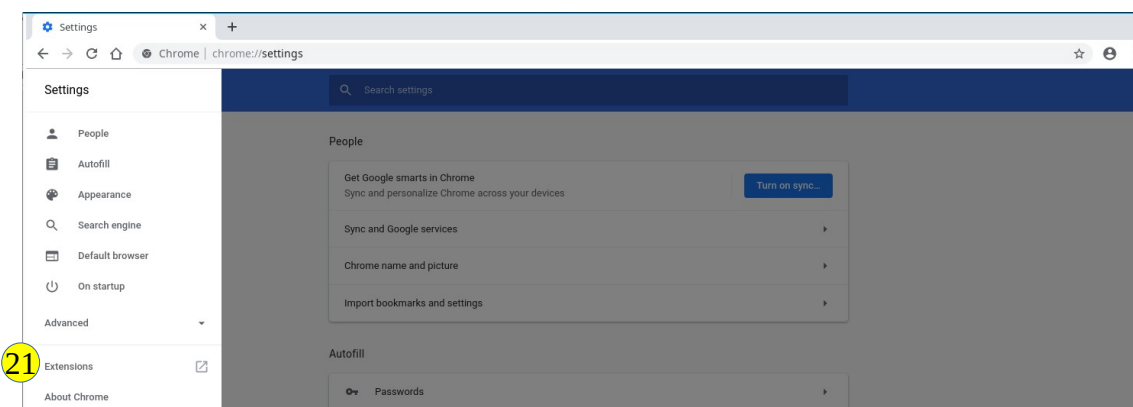 Settings
Chrome | chrome://settings
Settings
Search settings
People
Autofill
Appearance
Search engine
Default browser
On startup
Advanced
21 Extensions
About Chrome
People
Get Google smarts in Chrome
Sync and personalize Chrome across your devices
Turn on sync...
Sync and Google services
Chrome name and picture
Import bookmarks and settings
Autofill
Passwords